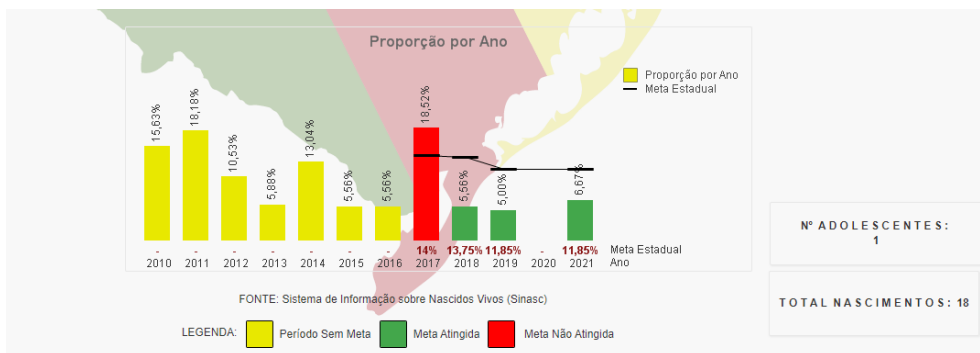 Proporção por Ano
Proporção por Ano
Meta Estadual
15,63%
18,18%
10,53%
5,88%
13,04%
5,56%
5,56%
18,52%
5,56%
5,00%
6,67%
- - - - - - - 14% 13,75% 11,85% - 11,85% Meta Estadual
2010 2011 2012 2013 2014 2015 2016 2017 2018 2019 2020 2021 Ano
Nº ADOLESCENTES:
1
TOTAL NASCIMENTOS: 18
FONTE: Sistema de Informação sobre Nascidos Vivos (Sinasc)
LEGENDA: Período Sem Meta Meta Atingida Meta Não Atingida